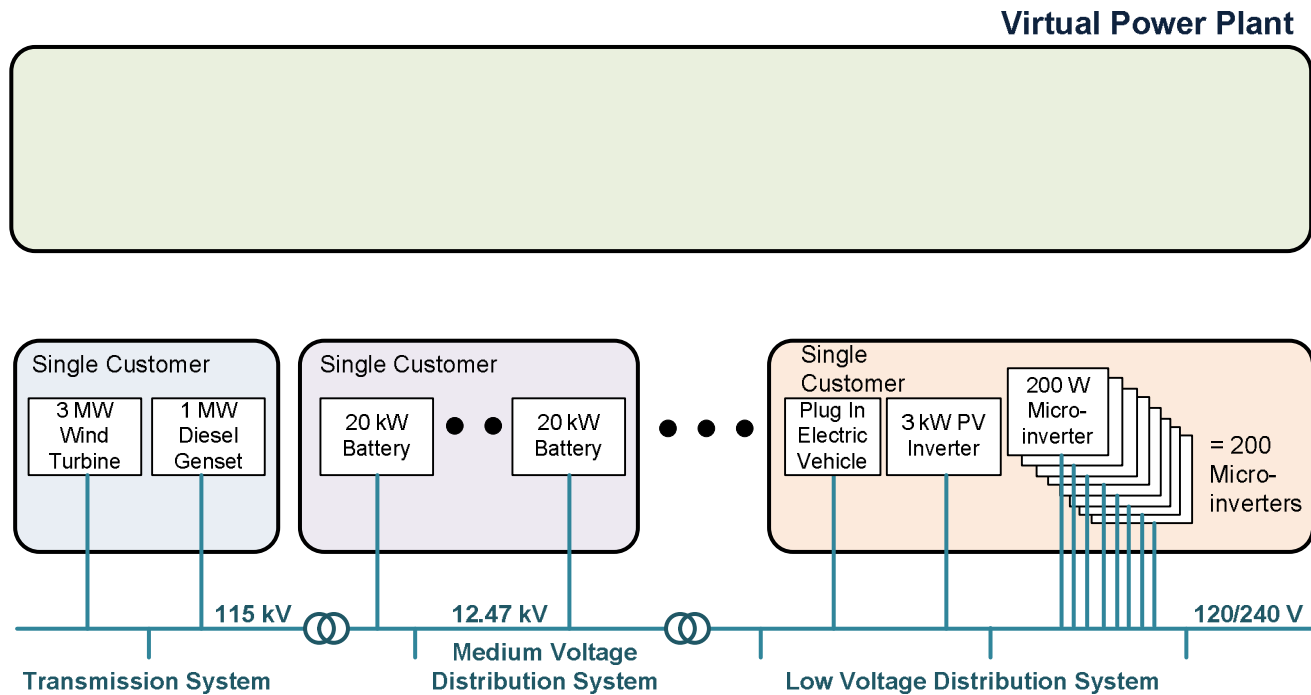 Virtual Power Plant
Single Customer
3 MW
Wind
Turbine
1 MW
Diesel
Genset
Single Customer
20 kW
Battery
20 kW
Battery
Single
Customer
Plug In
Electric
Vehicle
3 kW PV
Inverter
200 W
Micro-
inverter
= 200
Micro-
inverters
115 kV
12.47 kV
120/240 V
Transmission System
Medium Voltage
Distribution System
Low Voltage Distribution System